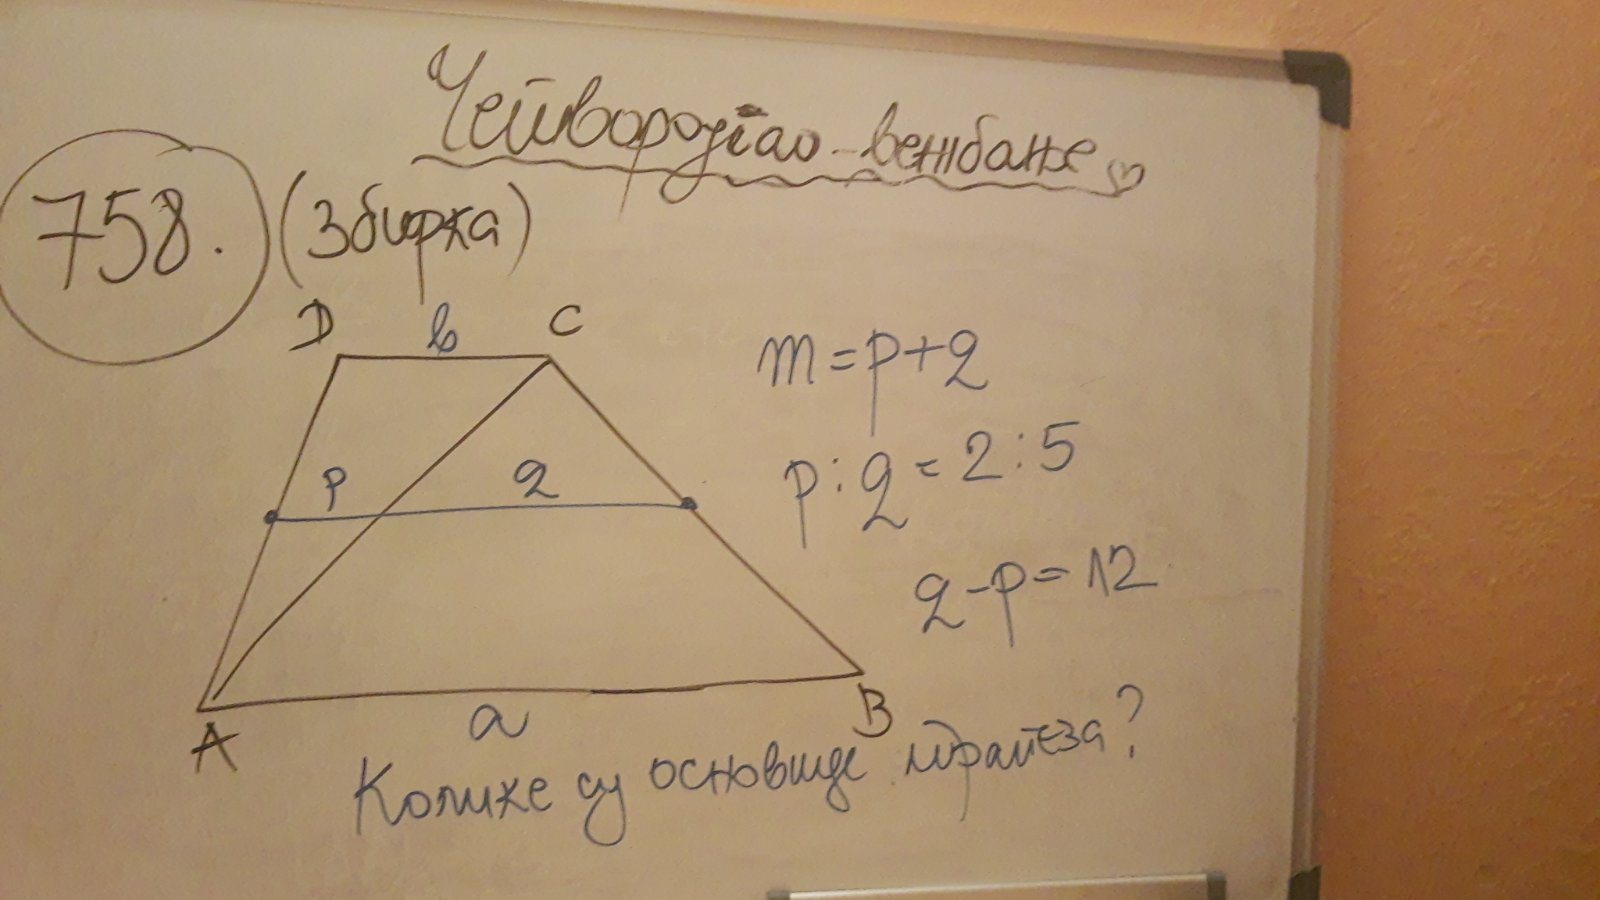 Четвороугао - вежбање
758. (Збирка)
D b C
m = p + q
p : q = 2 : 5
p q
q - p = 12
A a B
Колике су основице трапеза?